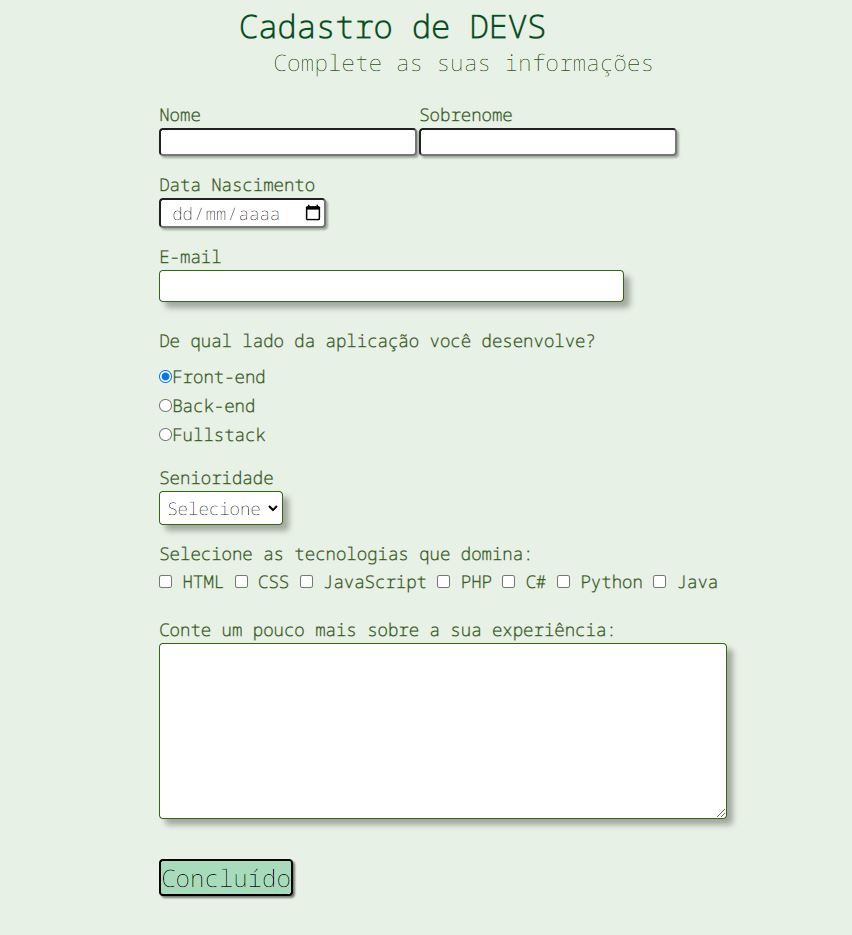 Cadastro de DEVS
Complete as suas informações
Nome Sobrenome
Data Nascimento
dd/mm/aaaa
E-mail
De qual lado da aplicação você desenvolve?
Front-end
Back-end
Fullstack
Senioridade
Selecione
Selecione as tecnologias que domina:
HTML CSS JavaScript PHP C# Python Java
Conte um pouco mais sobre a sua experiência:
Concluído